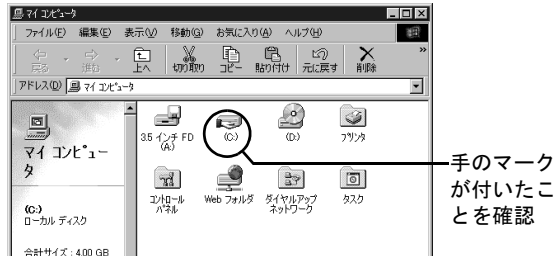 マイ コンピュータ
ファイル(F) 編集(E) 表示(V) 移動(G) お気に入り(A) ヘルプ(H)
戻る 進む 上へ 切り取り コピー 貼り付け 元に戻す 削除 »
アドレス(D) マイ コンピュータ
マイ コンピュー
タ
(C:)
ローカル ディスク
合計サイズ : 4.00 GB
3.5 インチ FD
(A:)
(C:)
(D:)
プリンタ
コントロール
パネル
Web フォルダ
ダイヤルアップ
ネットワーク
タスク
手のマーク
が付いたこ
とを確認